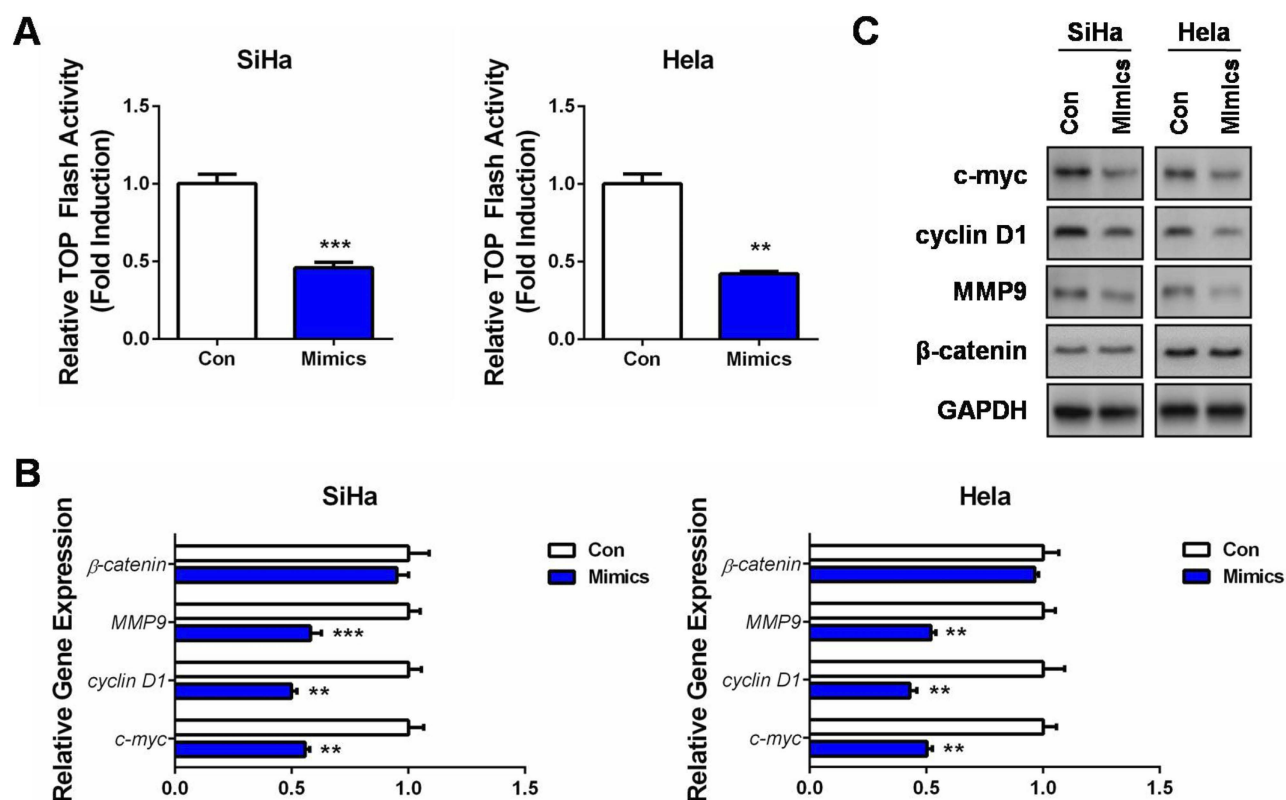 A
SiHa
Relative TOP Flash Activity
(Fold Induction)
1.5
1.0
0.5
0.0
***
Con
Mimics
Hela
Relative TOP Flash Activity
(Fold Induction)
1.5
1.0
0.5
0.0
**
Con
Mimics
C
SiHa
Hela
Con
Mimics
Con
Mimics
c-myc
cyclin D1
MMP9
β-catenin
GAPDH
B
SiHa
Relative Gene Expression
β-catenin
MMP9
***
cyclin D1
**
c-myc
**
0.0
0.5
1.0
1.5
Con
Mimics
Hela
Relative Gene Expression
β-catenin
MMP9
**
cyclin D1
**
c-myc
**
0.0
0.5
1.0
1.5
Con
Mimics